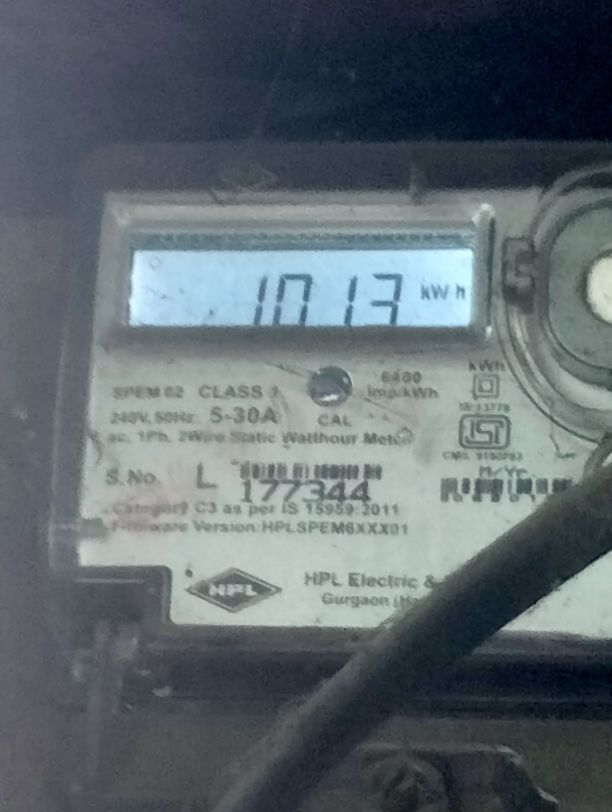 1013 kWh
SPEM 02 CLASS 1
6400
imp/kWh
kWh
240V, 50Hz. 5-30A
CAL
IS 13779
ac, 1Ph, 2Wire Static Watthour Meter
ISI
S.No. L 177344
M/Yr.
Category C3 as per IS 15959:2011
Firmware Version:HPLSPEM6XXX01
HPL
HPL Electric &
Gurgaon